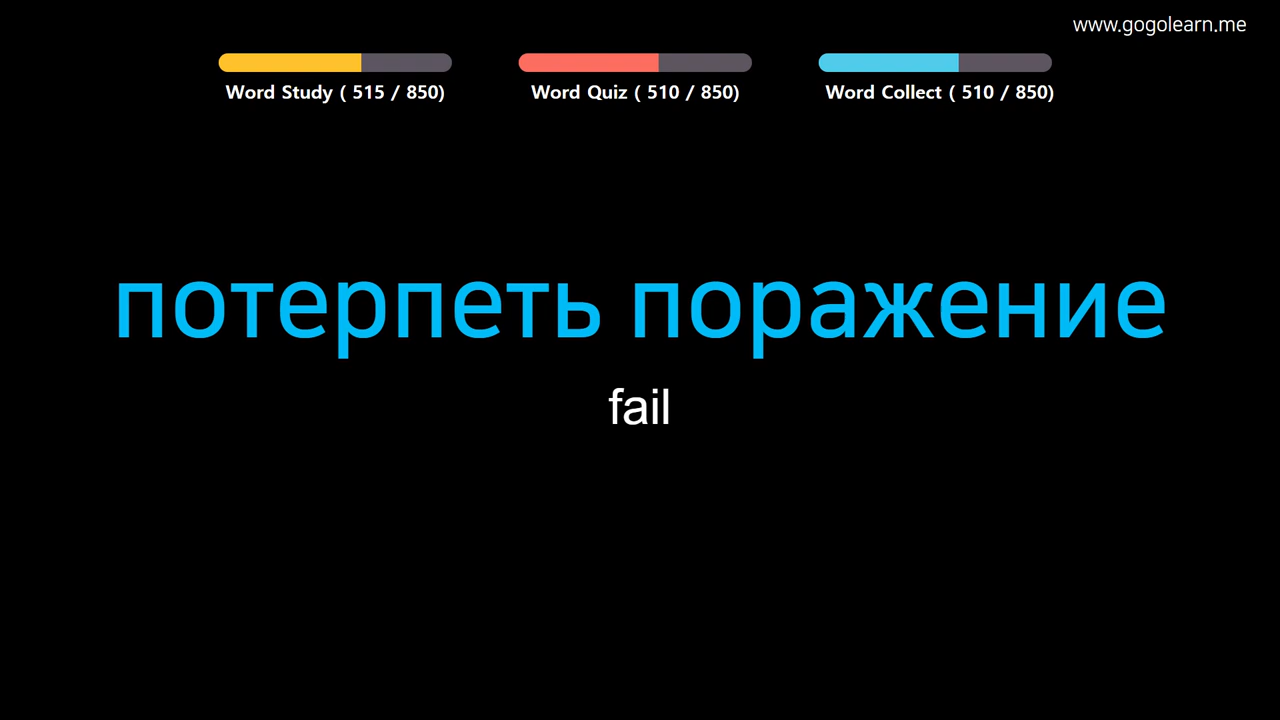 www.gogolearn.me
Word Study ( 515 / 850)
Word Quiz ( 510 / 850)
Word Collect ( 510 / 850)
потерпеть поражение
fail